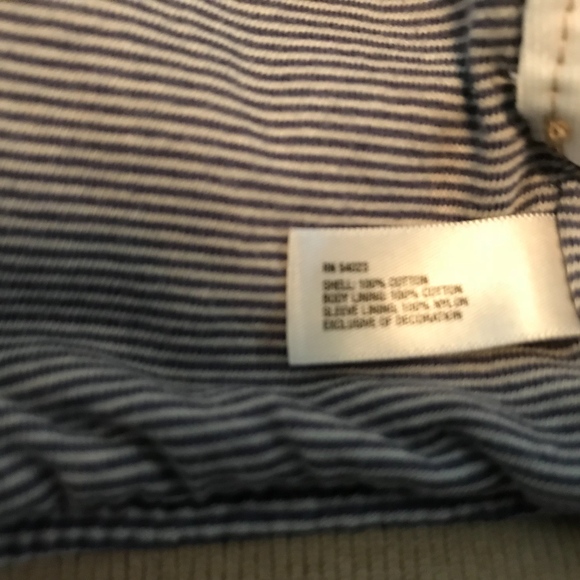 RN 54023
SHELL: 100% COTTON
BODY LINING: 100% COTTON
SLEEVE LINING: 100% NYLON
EXCLUSIVE OF DECORATION